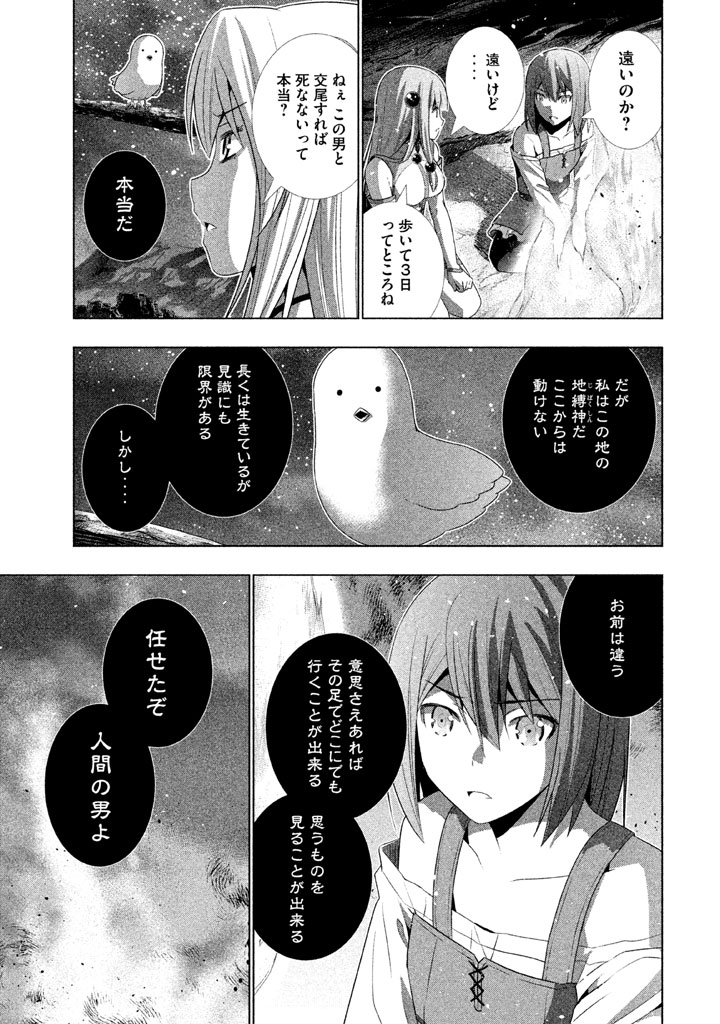 遠いのか?
遠いけど
・・・・
歩いて3日
ってところね
ねぇ この男と
交尾すれば
死なないって
本当?
本当だ
だが
私はこの地の
地縛神だ
じばくしん
ここからは
動けない
長くは生きているが
見識にも
限界がある
しかし・・・・
お前は違う
意思さえあれば
その足でどこにでも
行くことが出来る
思うものを
見ることが出来る
任せたぞ
人間の男よ